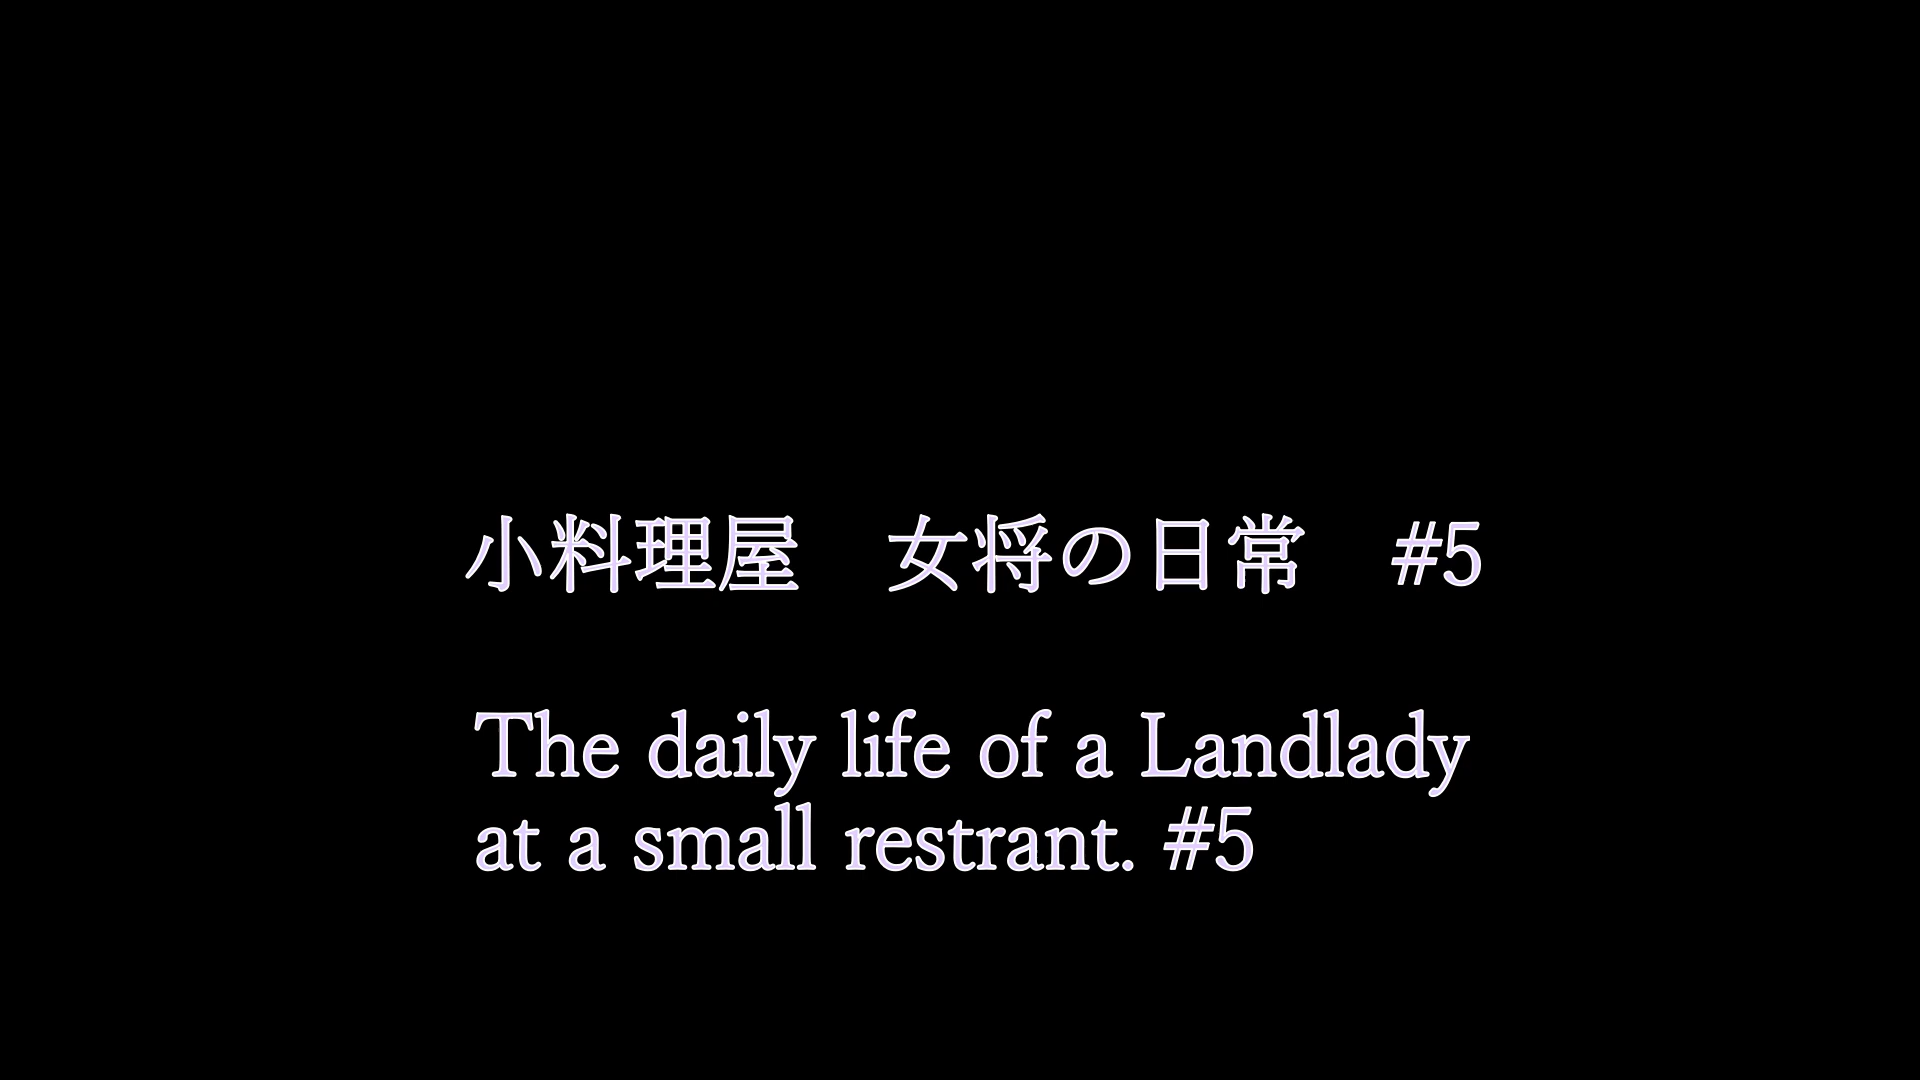 小料理屋　女将の日常　#5
The daily life of a Landlady
at a small restrant. #5